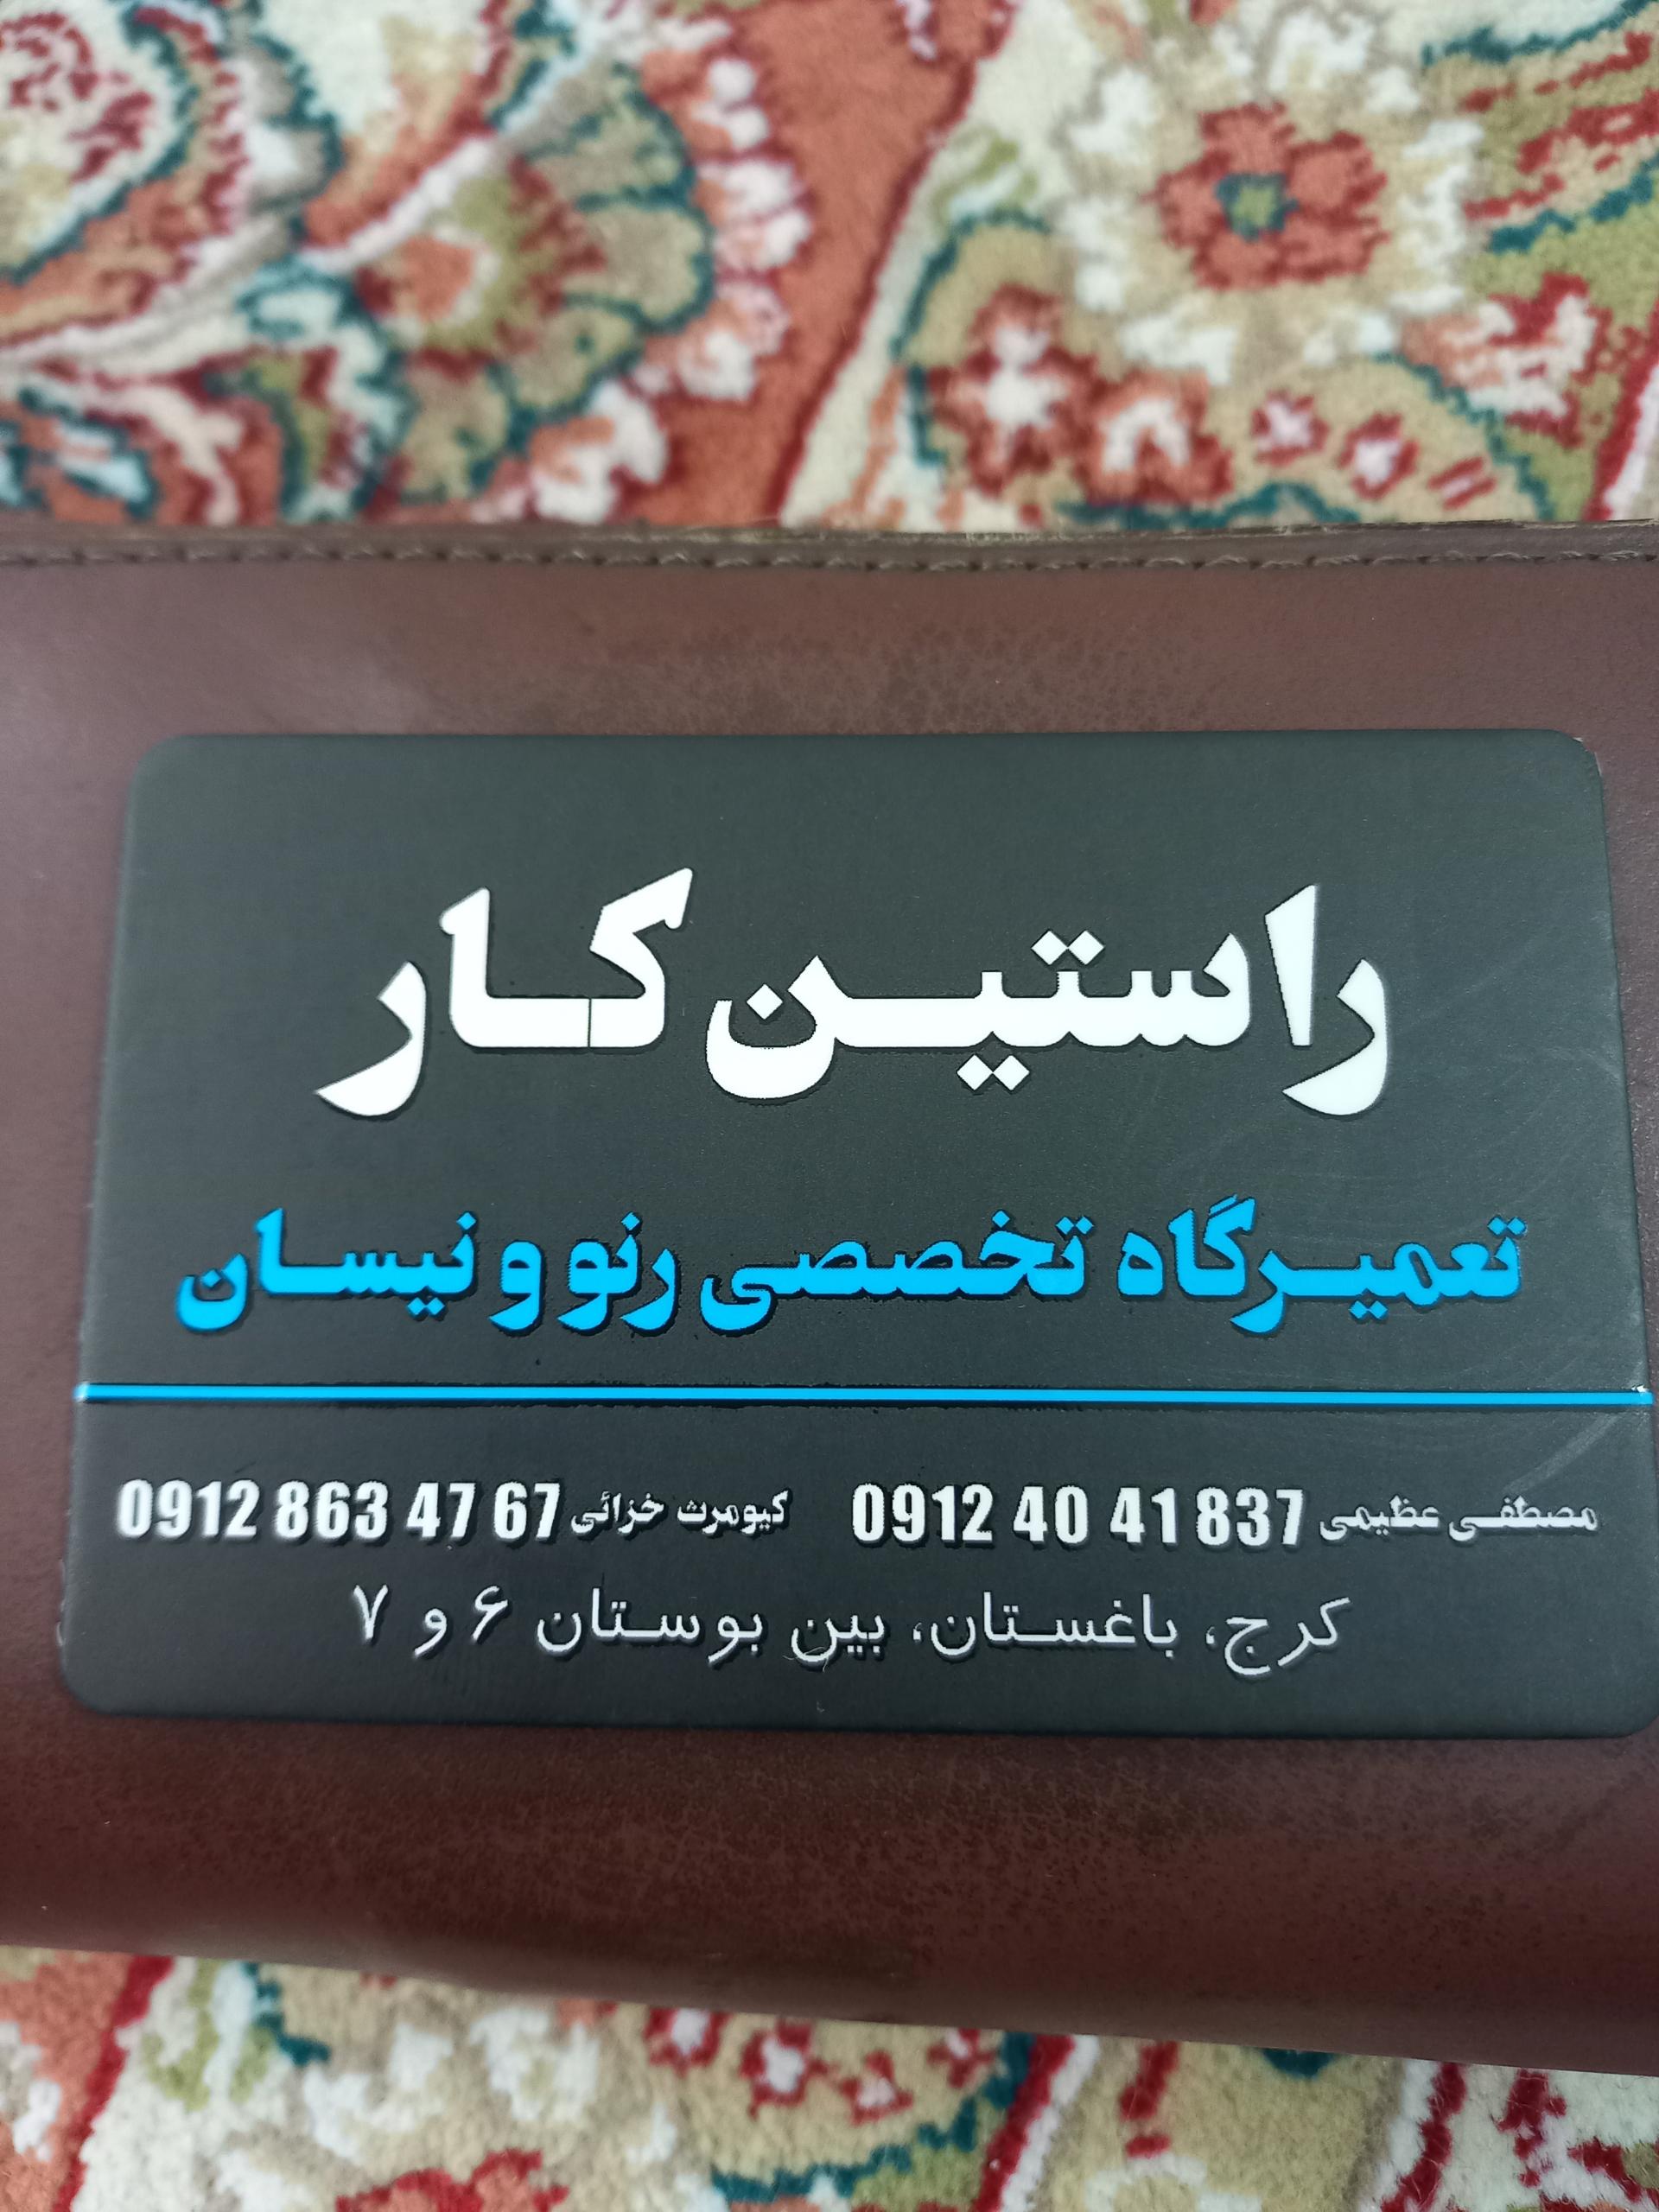 راستین کار
تعمیرگاه تخصصی رنو و نیسان
مصطفی عظیمی 0912 40 41 837 کیومرث خزائی 0912 863 47 67
کرج، باغستان، بین بوستان ۶ و ۷